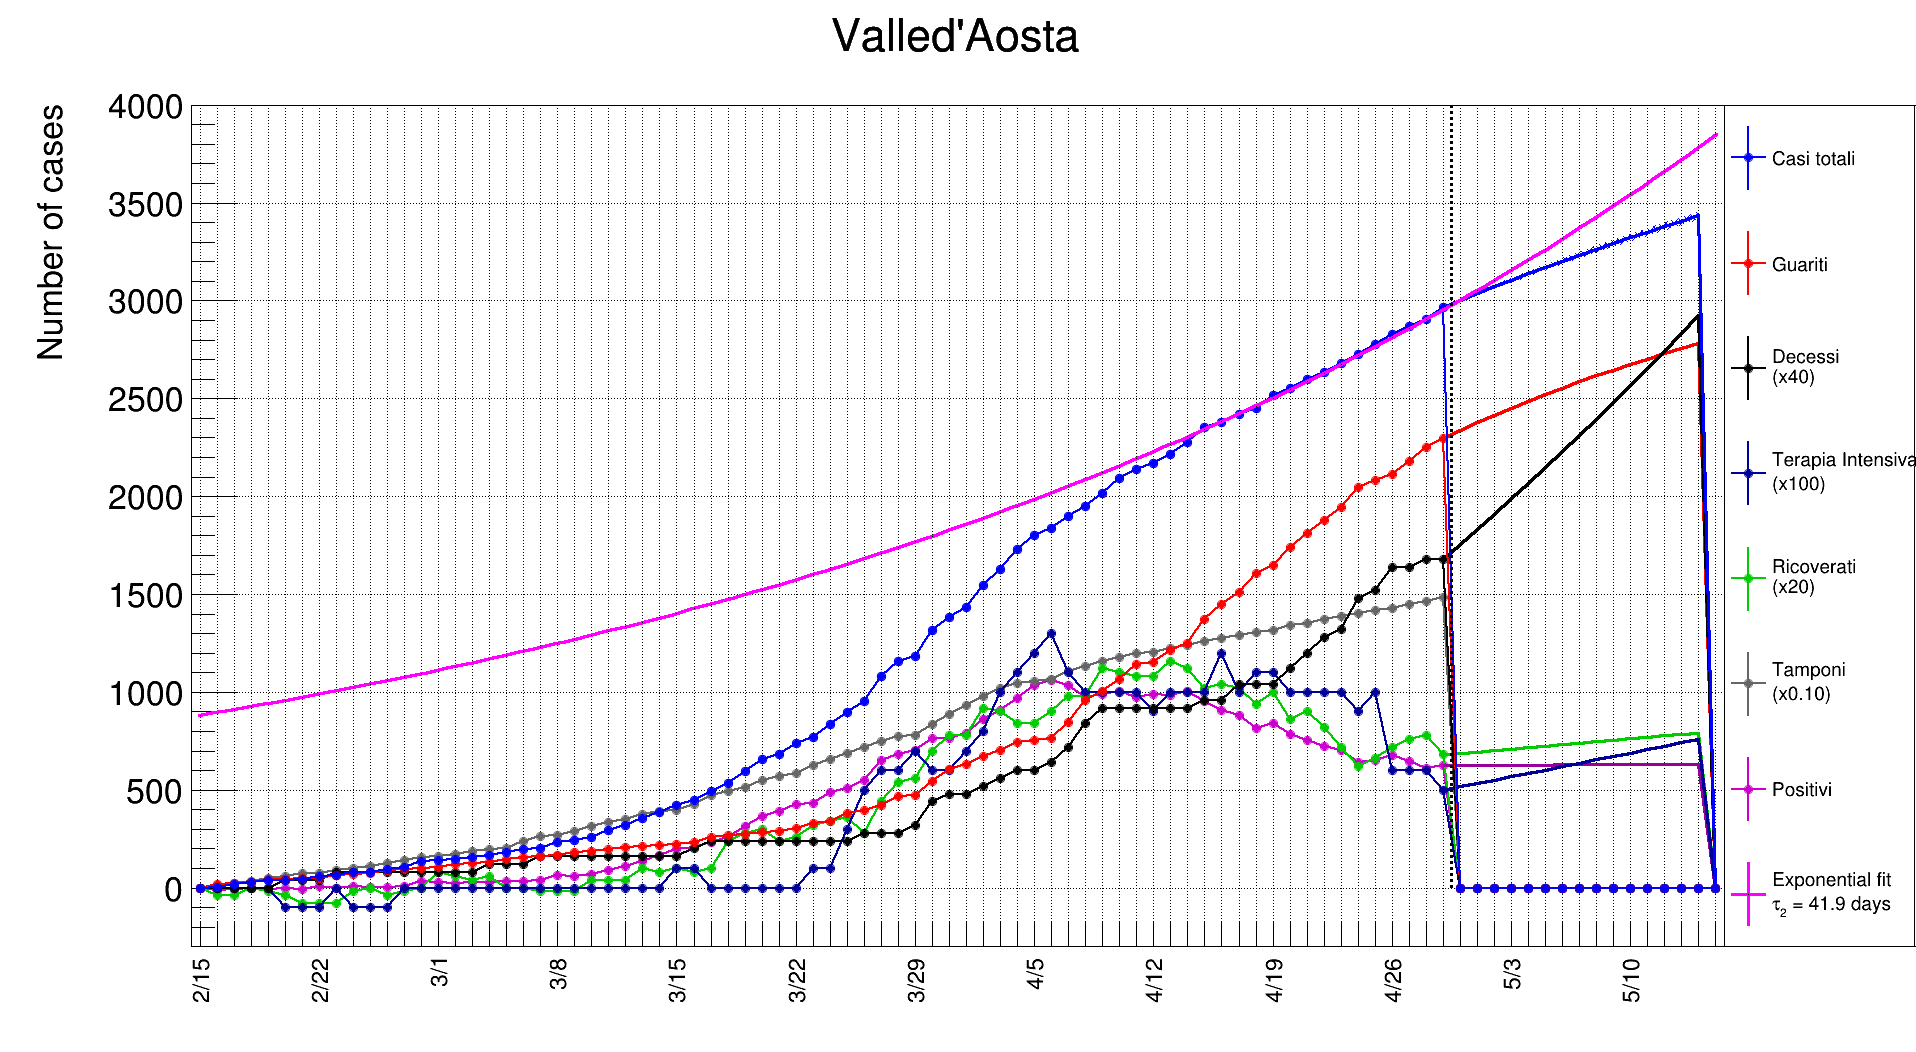 Valled'Aosta
Number of cases
4000
3500
3000
2500
2000
1500
1000
500
0
2/15
2/22
3/1
3/8
3/15
3/22
3/29
4/5
4/12
4/19
4/26
5/3
5/10
Casi totali
Guariti
Decessi
(x40)
Terapia Intensiva
(x100)
Ricoverati
(x20)
Tamponi
(x0.10)
Positivi
Exponential fit
τ2 = 41.9 days